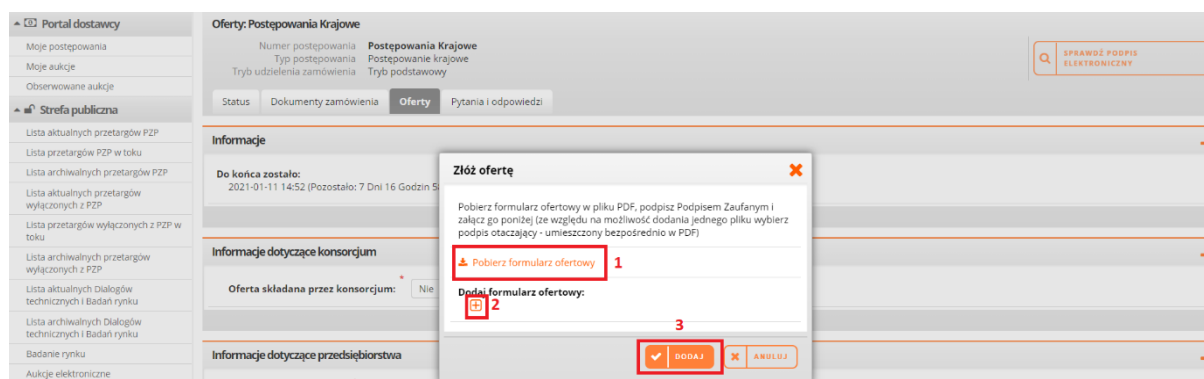 Portal dostawcy
Moje postępowania
Moje aukcje
Obserwowane aukcje
Strefa publiczna
Lista aktualnych przetargów PZP
Lista przetargów PZP w toku
Lista archiwalnych przetargów PZP
Lista aktualnych przetargów
wyłączonych z PZP
Lista przetargów wyłączonych z PZP w
toku
Lista archiwalnych przetargów
wyłączonych z PZP
Lista aktualnych Dialogów
technicznych i Badań rynku
Lista archiwalnych Dialogów
technicznych i Badań rynku
Badanie rynku
Aukcje elektroniczne
Oferty: Postępowania Krajowe
Numer postępowania Postępowania Krajowe
Typ postępowania Postępowanie krajowe
Tryb udzielenia zamówienia Tryb podstawowy
SPRAWDŹ PODPIS
ELEKTRONICZNY
Status Dokumenty zamówienia Oferty Pytania i odpowiedzi
Informacje
Do końca zostało:
2021-01-11 14:52 (Pozostało: 7 Dni 16 Godzin
Informacje dotyczące konsorcjum
* Oferta składana przez konsorcjum: Nie
Informacje dotyczące przedsiębiorstwa
Złóż ofertę
Pobierz formularz ofertowy w pliku PDF, podpisz Podpisem Zaufanym i
załącz go poniżej (ze względu na możliwość dodania jednego pliku wybierz
podpis otaczający - umieszczony bezpośrednio w PDF)
Pobierz formularz ofertowy 1
Dodaj formularz ofertowy:
2
3
DODAJ ANULUJ